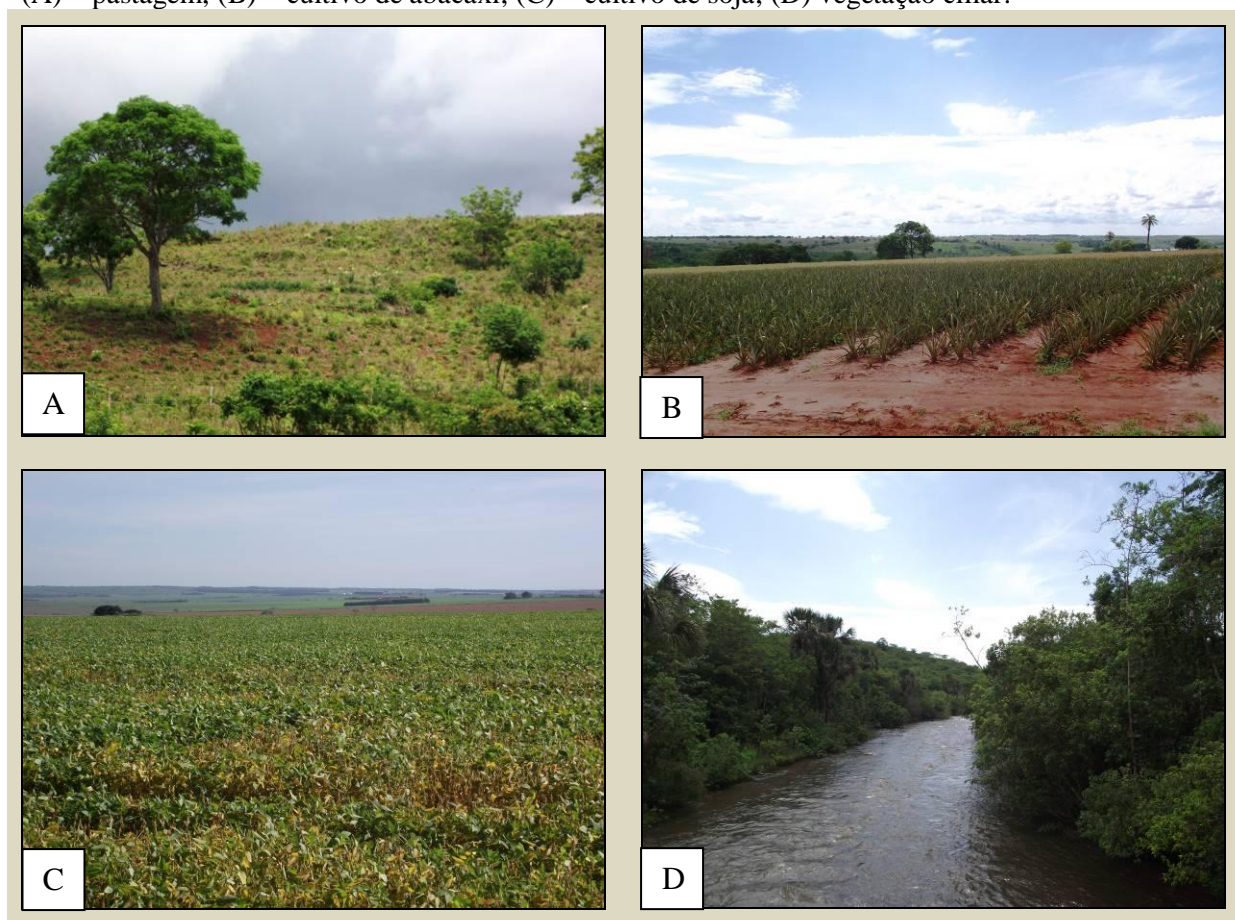 (A) – pastagem; (B) – cultivo de abacaxi; (C) – cultivo de soja; (D) vegetação ciliar.
A
B
C
D